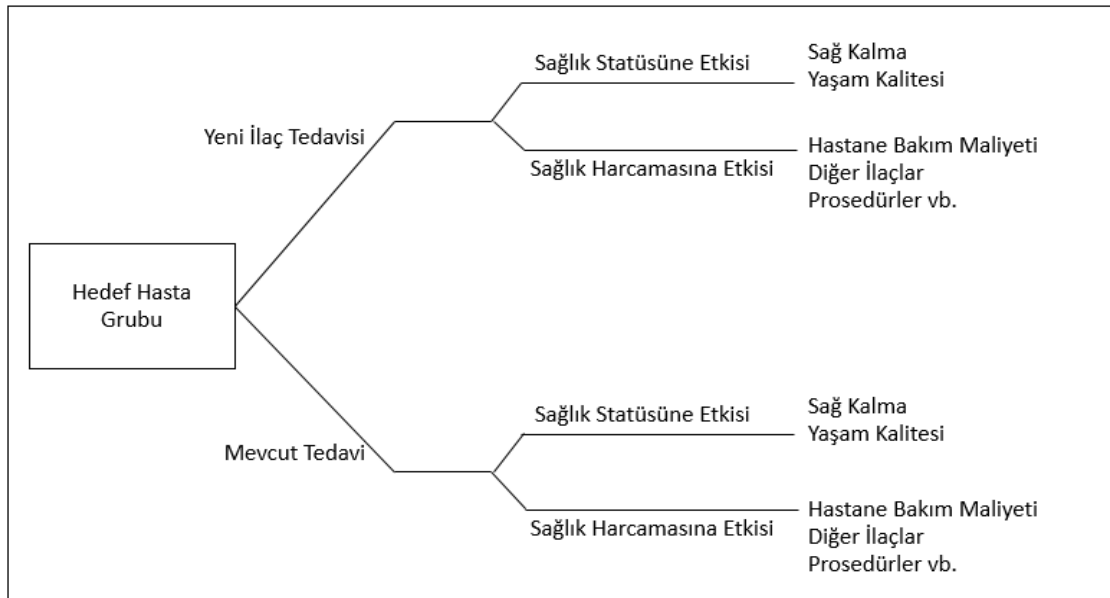 Sağlık Statüsüne Etkisi
Sağ Kalma
Yaşam Kalitesi
Yeni İlaç Tedavisi
Sağlık Harcamasına Etkisi
Hastane Bakım Maliyeti
Diğer İlaçlar
Prosedürler vb.
Hedef Hasta
Grubu
Sağlık Statüsüne Etkisi
Sağ Kalma
Yaşam Kalitesi
Mevcut Tedavi
Sağlık Harcamasına Etkisi
Hastane Bakım Maliyeti
Diğer İlaçlar
Prosedürler vb.